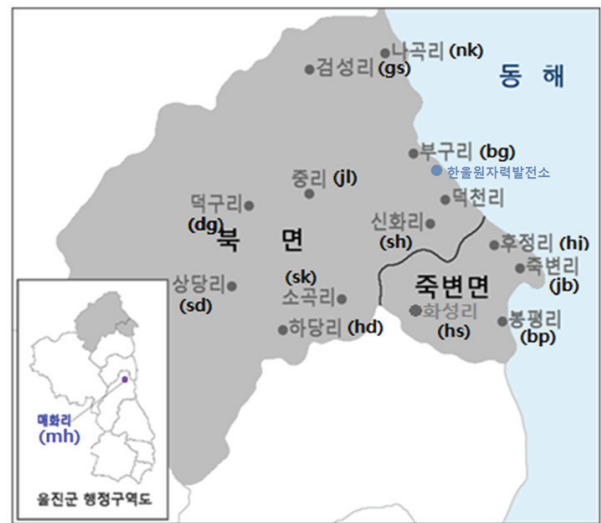 나곡리 (nk)
검성리 (gs)
동 해
부구리 (bg)
한울원자력발전소
중리 (jl)
덕천리
덕구리 (dg)
북 면
신화리 (sh)
후정리 (hj)
죽변리 (jb)
상당리 (sd)
(sk)
소곡리
죽변면
화성리 (hs)
봉평리 (bp)
하당리 (hd)
매화리 (mh)
울진군 행정구역도